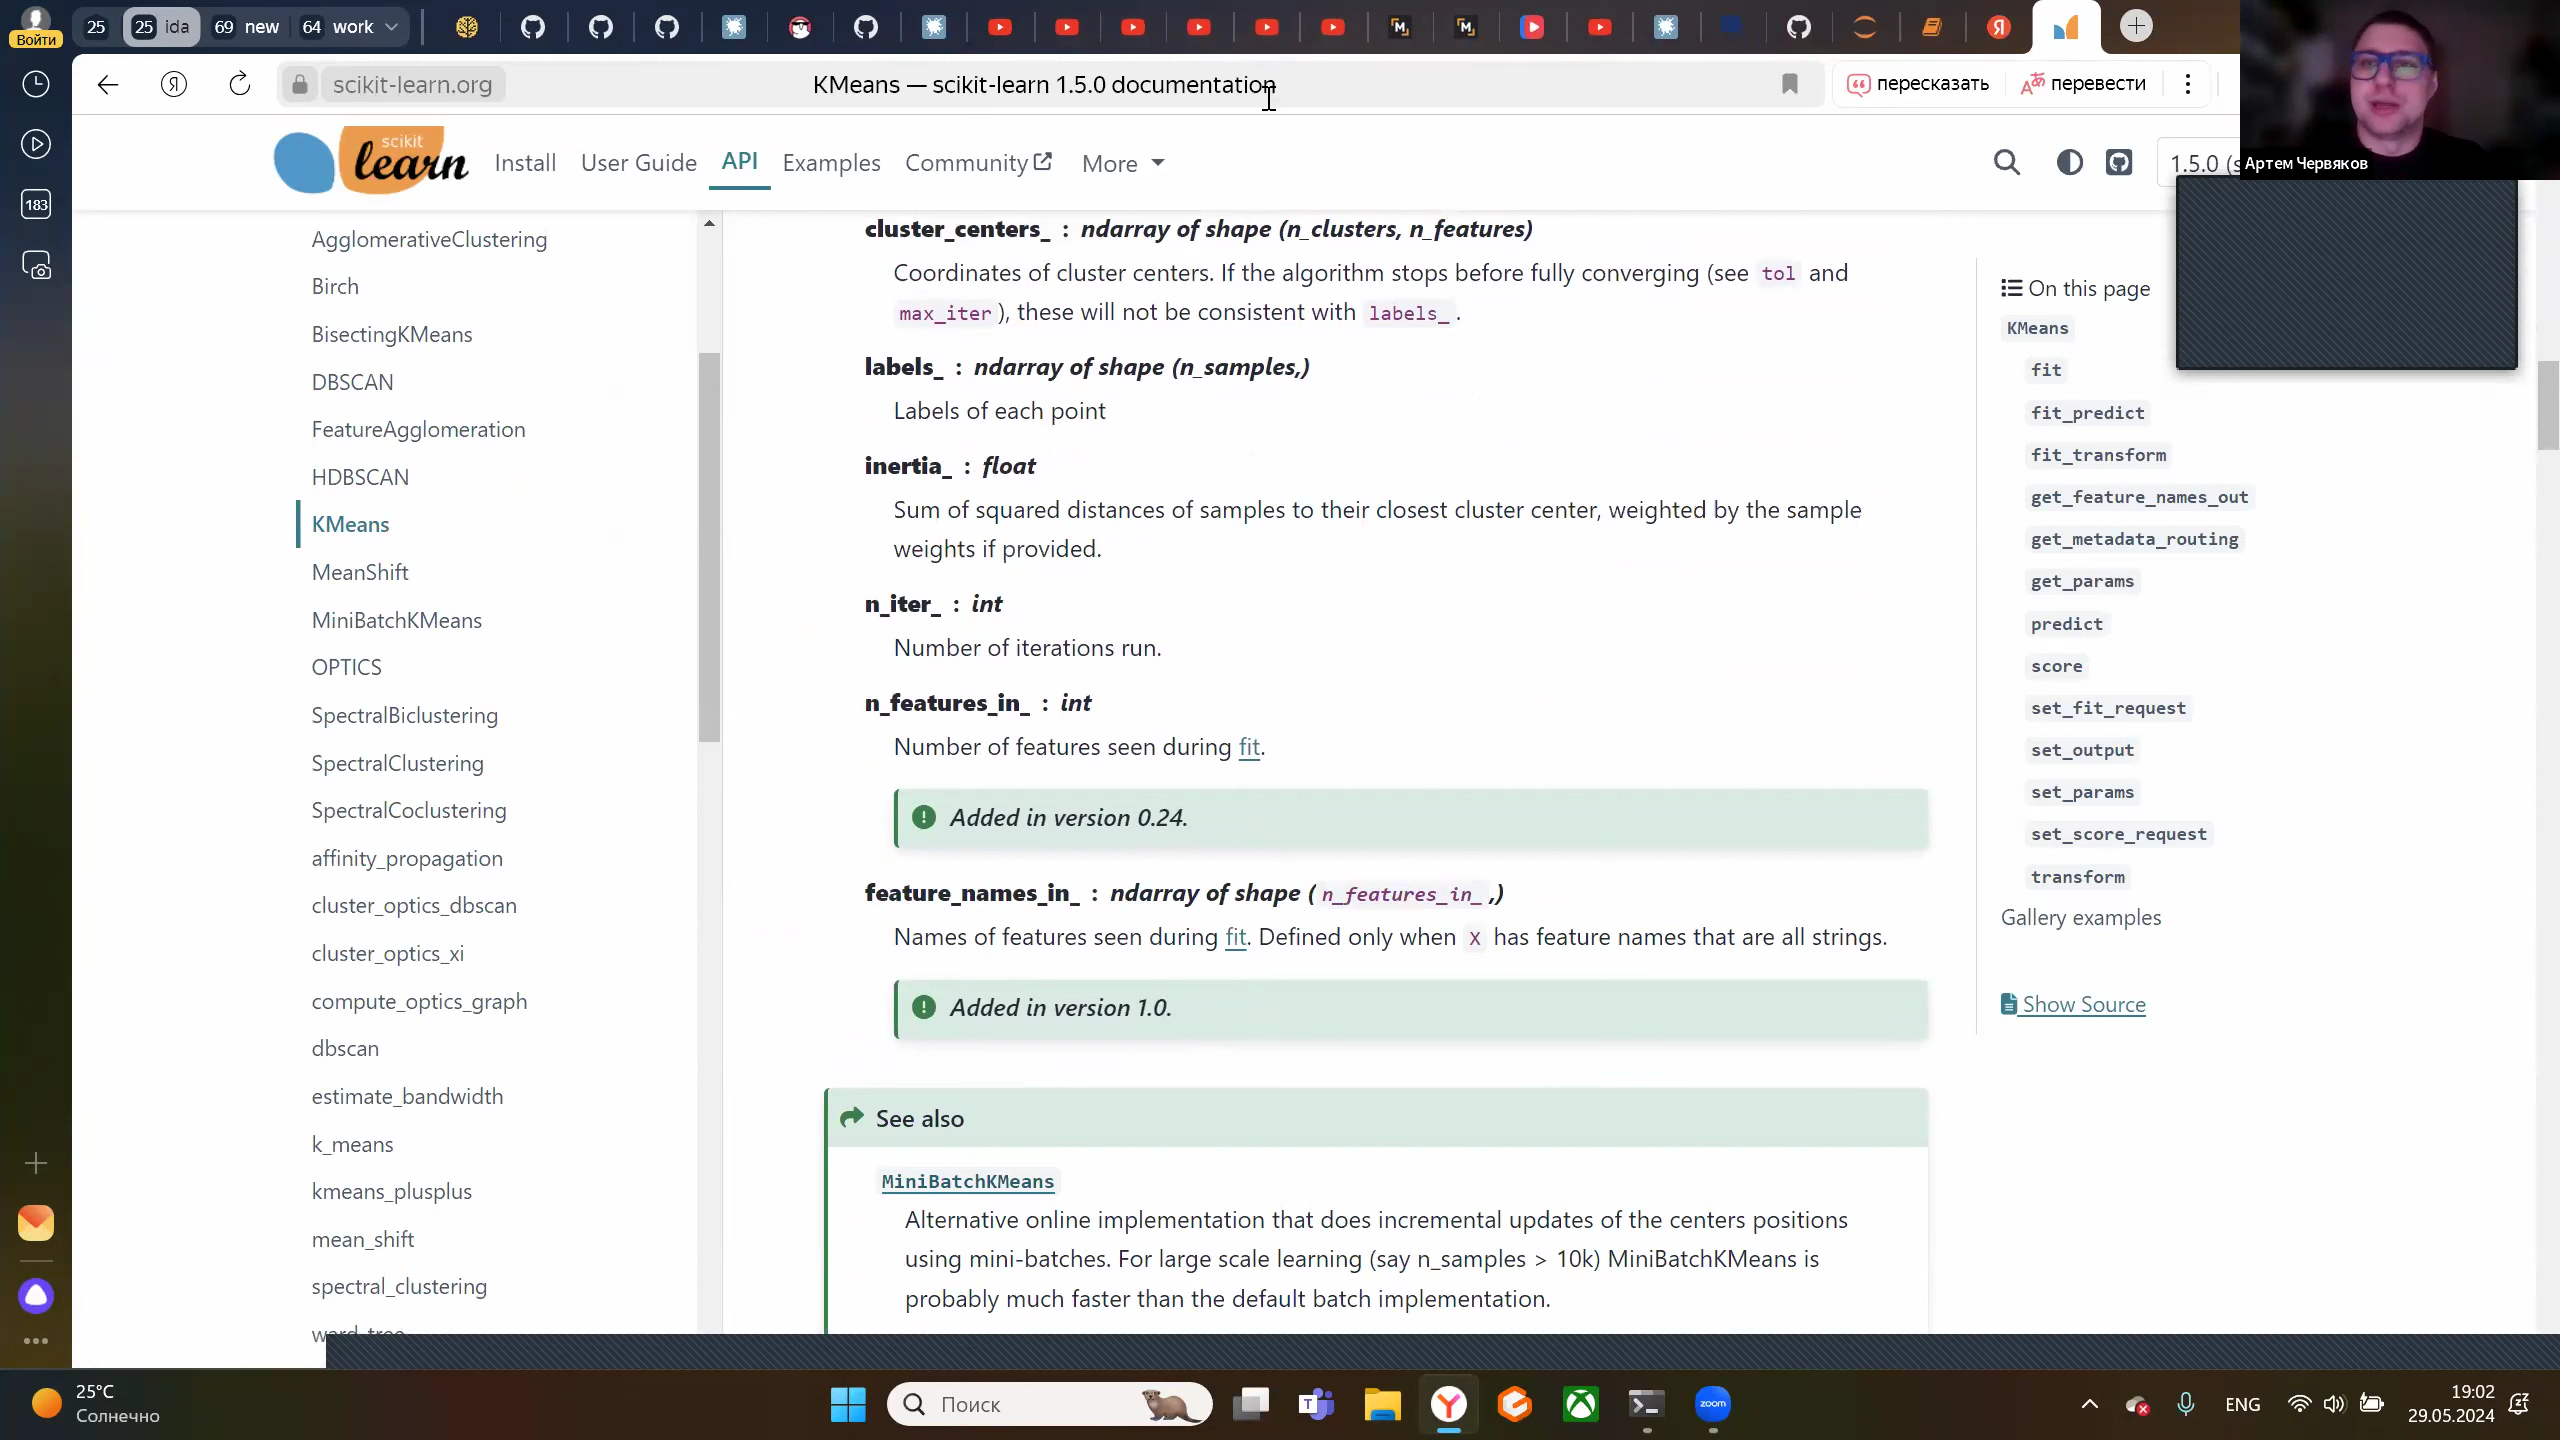 Войти
25
25 ida
69 new
64 work
scikit-learn.org
KMeans — scikit-learn 1.5.0 documentation
пересказать
перевести
Артем Червяков
183
scikit
learn
Install
User Guide
API
Examples
Community
More
1.5.0 (s
AgglomerativeClustering
Birch
BisectingKMeans
DBSCAN
FeatureAgglomeration
HDBSCAN
KMeans
MeanShift
MiniBatchKMeans
OPTICS
SpectralBiclustering
SpectralClustering
SpectralCoclustering
affinity_propagation
cluster_optics_dbscan
cluster_optics_xi
compute_optics_graph
dbscan
estimate_bandwidth
k_means
kmeans_plusplus
mean_shift
spectral_clustering
ward_tree
cluster_centers_ : ndarray of shape (n_clusters, n_features)
Coordinates of cluster centers. If the algorithm stops before fully converging (see tol and
max_iter ), these will not be consistent with labels_ .
labels_ : ndarray of shape (n_samples,)
Labels of each point
inertia_ : float
Sum of squared distances of samples to their closest cluster center, weighted by the sample
weights if provided.
n_iter_ : int
Number of iterations run.
n_features_in_ : int
Number of features seen during fit.
Added in version 0.24.
feature_names_in_ : ndarray of shape ( n_features_in_ ,)
Names of features seen during fit. Defined only when X has feature names that are all strings.
Added in version 1.0.
See also
MiniBatchKMeans
Alternative online implementation that does incremental updates of the centers positions
using mini-batches. For large scale learning (say n_samples > 10k) MiniBatchKMeans is
probably much faster than the default batch implementation.
On this page
KMeans
fit
fit_predict
fit_transform
get_feature_names_out
get_metadata_routing
get_params
predict
score
set_fit_request
set_output
set_params
set_score_request
transform
Gallery examples
Show Source
25°C
Солнечно
Поиск
zoom
ENG
19:02
29.05.2024